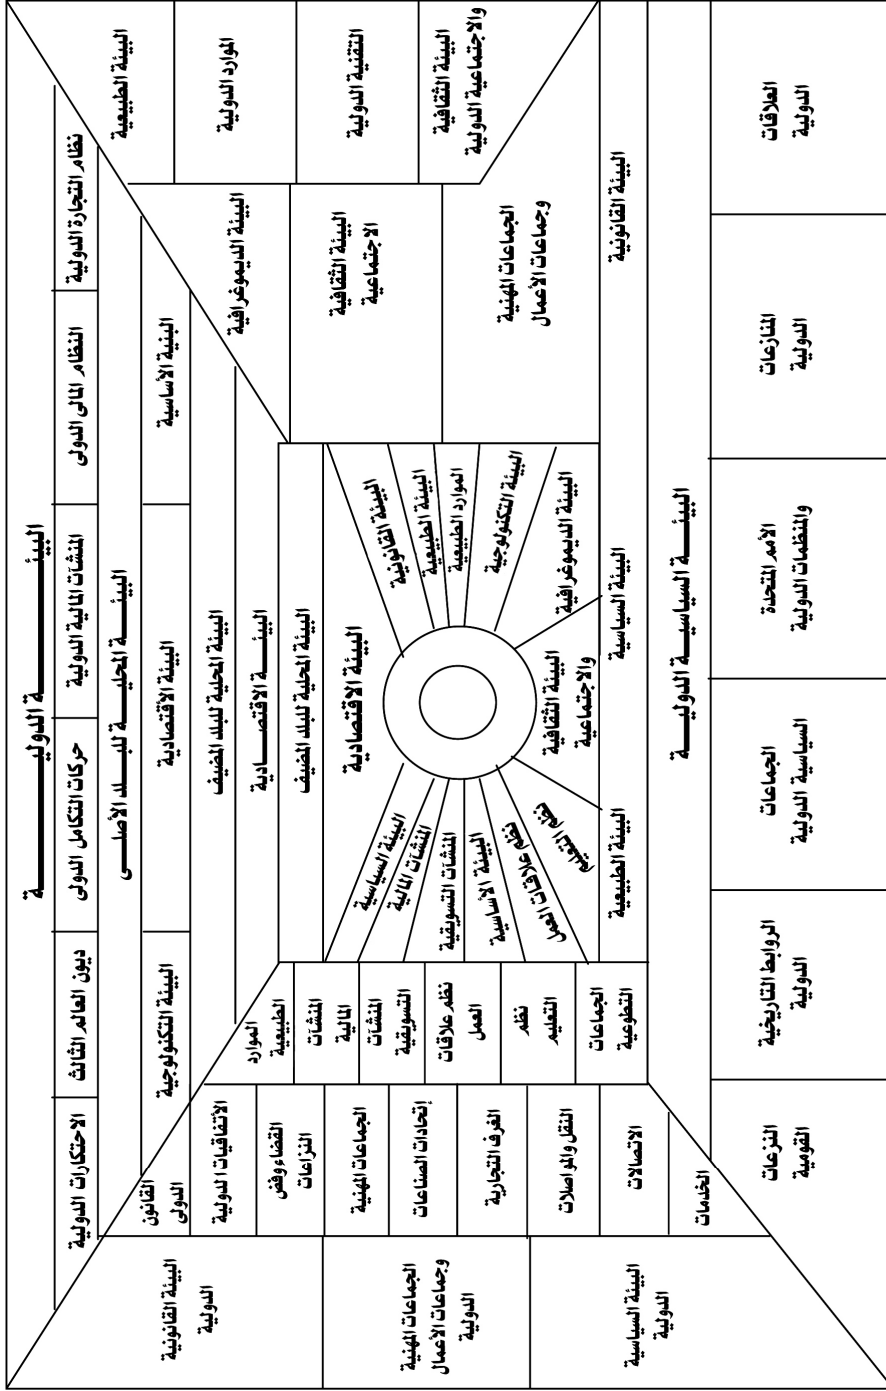 البيئـــــــة الدوليـــــــة
نظام التجارة الدولية
النظام المالى الدولى
المنشآت المالية الدولية
حركات التكامل الدولى
ديون العالم الثالث
الاحتكارات الدولية
البيئـــة المحليـــة للبـــلد الأصلـــى
البنية الأساسية
البيئة الاقتصادية
البيئة التكنولوجية
القانون
الدولى
البيئة المحلية للبلد المضيف
البيئـــة الاقتصـــادية
البيئة المحلية للبلد المضيف
البيئة الاقتصادية
البيئة الطبيعية
الموارد الدولية
التقنية الدولية
البيئة الثقافية
والاجتماعية الدولية
البيئة الديموغرافية
البيئة الثقافية
الاجتماعية
الجماعات المهنية
وجماعات الأعمال
البيئة القانونية
البيئة الطبيعية
الموارد الطبيعية
البيئة التكنولوجية
البيئة الديموغرافية
البيئة الثقافية
والاجتماعية
البيئة السياسية
المنشآت المالية
المنشآت التسويقية
البيئة الأساسية
نظم علاقات العمل
نظم التعليم
الموارد
الطبيعية
المنشآت
المالية
المنشآت
التسويقية
نظم علاقات
العمل
نظم
التعليم
الجماعات
التطوعية
الأتفاقيات الدولية
القضاء وفض
النزاعات
الجماعات المهنية
إتحادات الصناعات
الغرف التجارية
النقل والمواصلات
الاتصالات
الخدمات
البيئة القانونية
الدولية
الجماعات المهنية
وجماعات الأعمال
الدولية
البيئة السياسية
الدولية
البيئة القانونية
البيئة السياسية
البيئة الطبيعية
البيئـــة السياسيـــة الدوليـــة
العلاقات
الدولية
المنازعات
الدولية
الأمم المتحدة
والمنظمات الدولية
الجماعات
السياسية الدولية
الروابط التاريخية
الدولية
النزعات
القومية